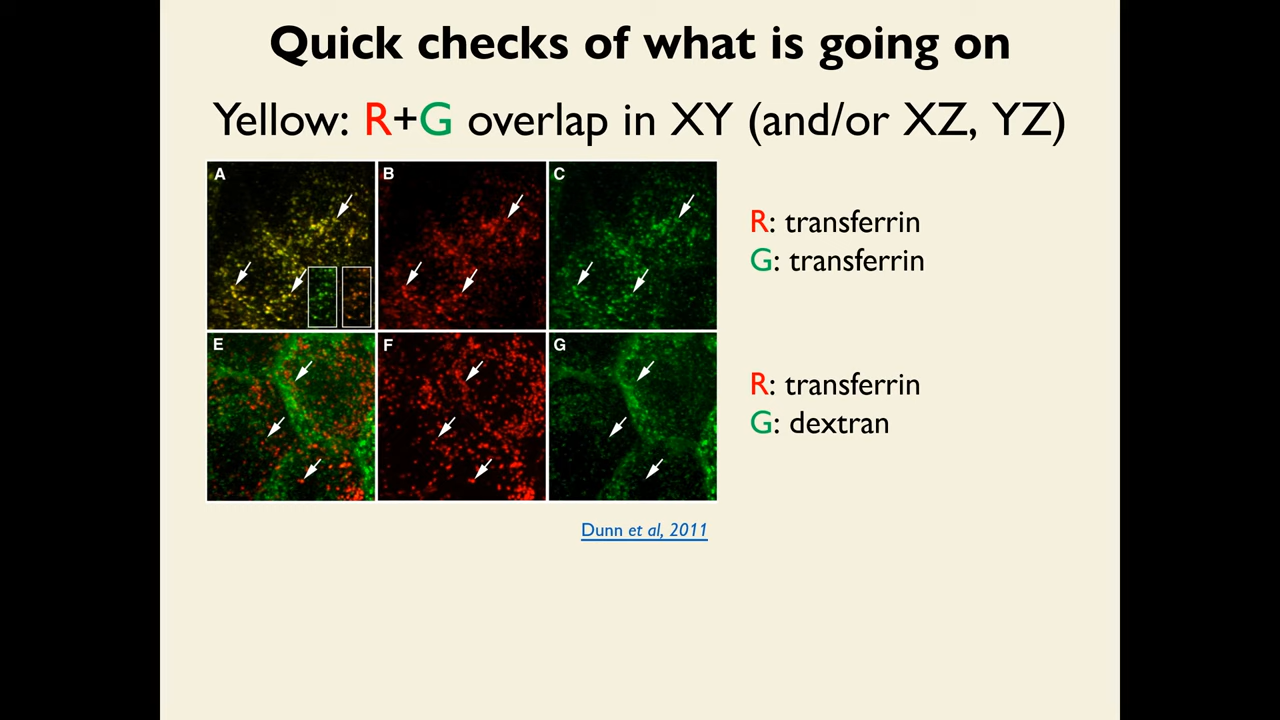 Quick checks of what is going on
Yellow: R+G overlap in XY (and/or XZ, YZ)
A
B
C
R: transferrin
G: transferrin
E
F
G
R: transferrin
G: dextran
Dunn et al, 2011